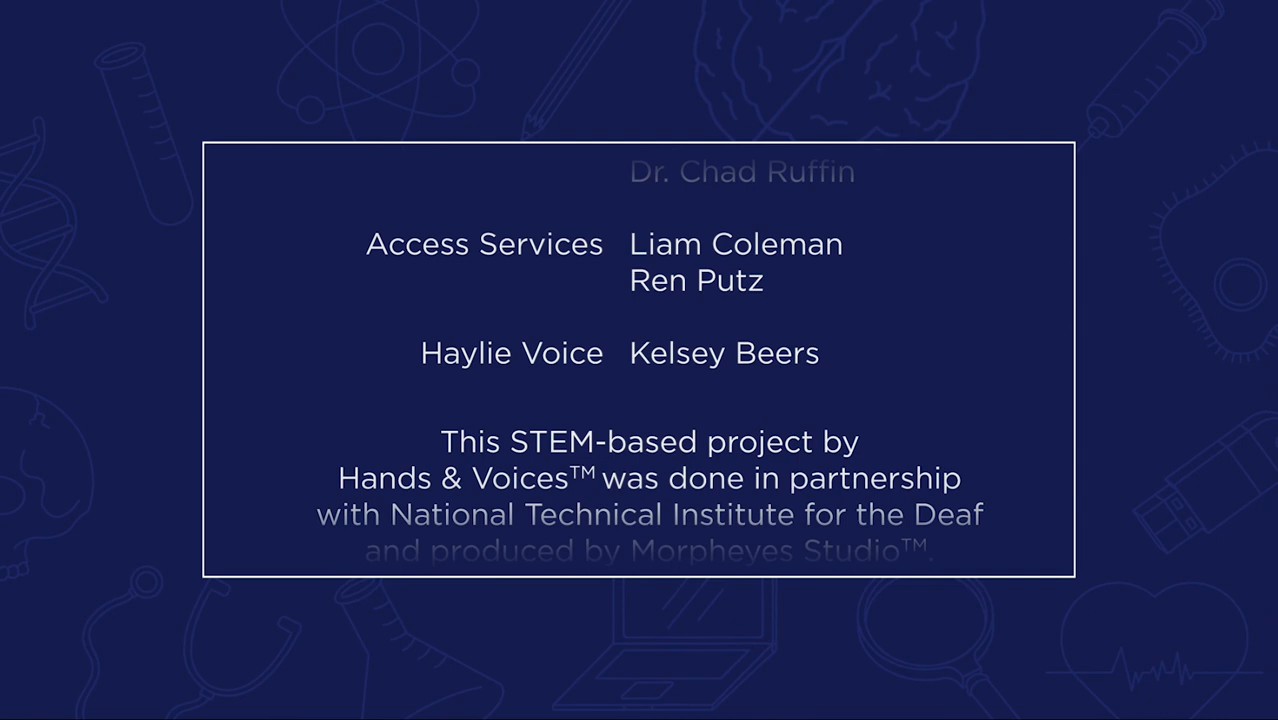 Dr. Chad Ruffin
Access Services Liam Coleman
Ren Putz
Haylie Voice Kelsey Beers
This STEM-based project by
Hands & Voices™ was done in partnership
with National Technical Institute for the Deaf
and produced by Morpheyes Studio™.